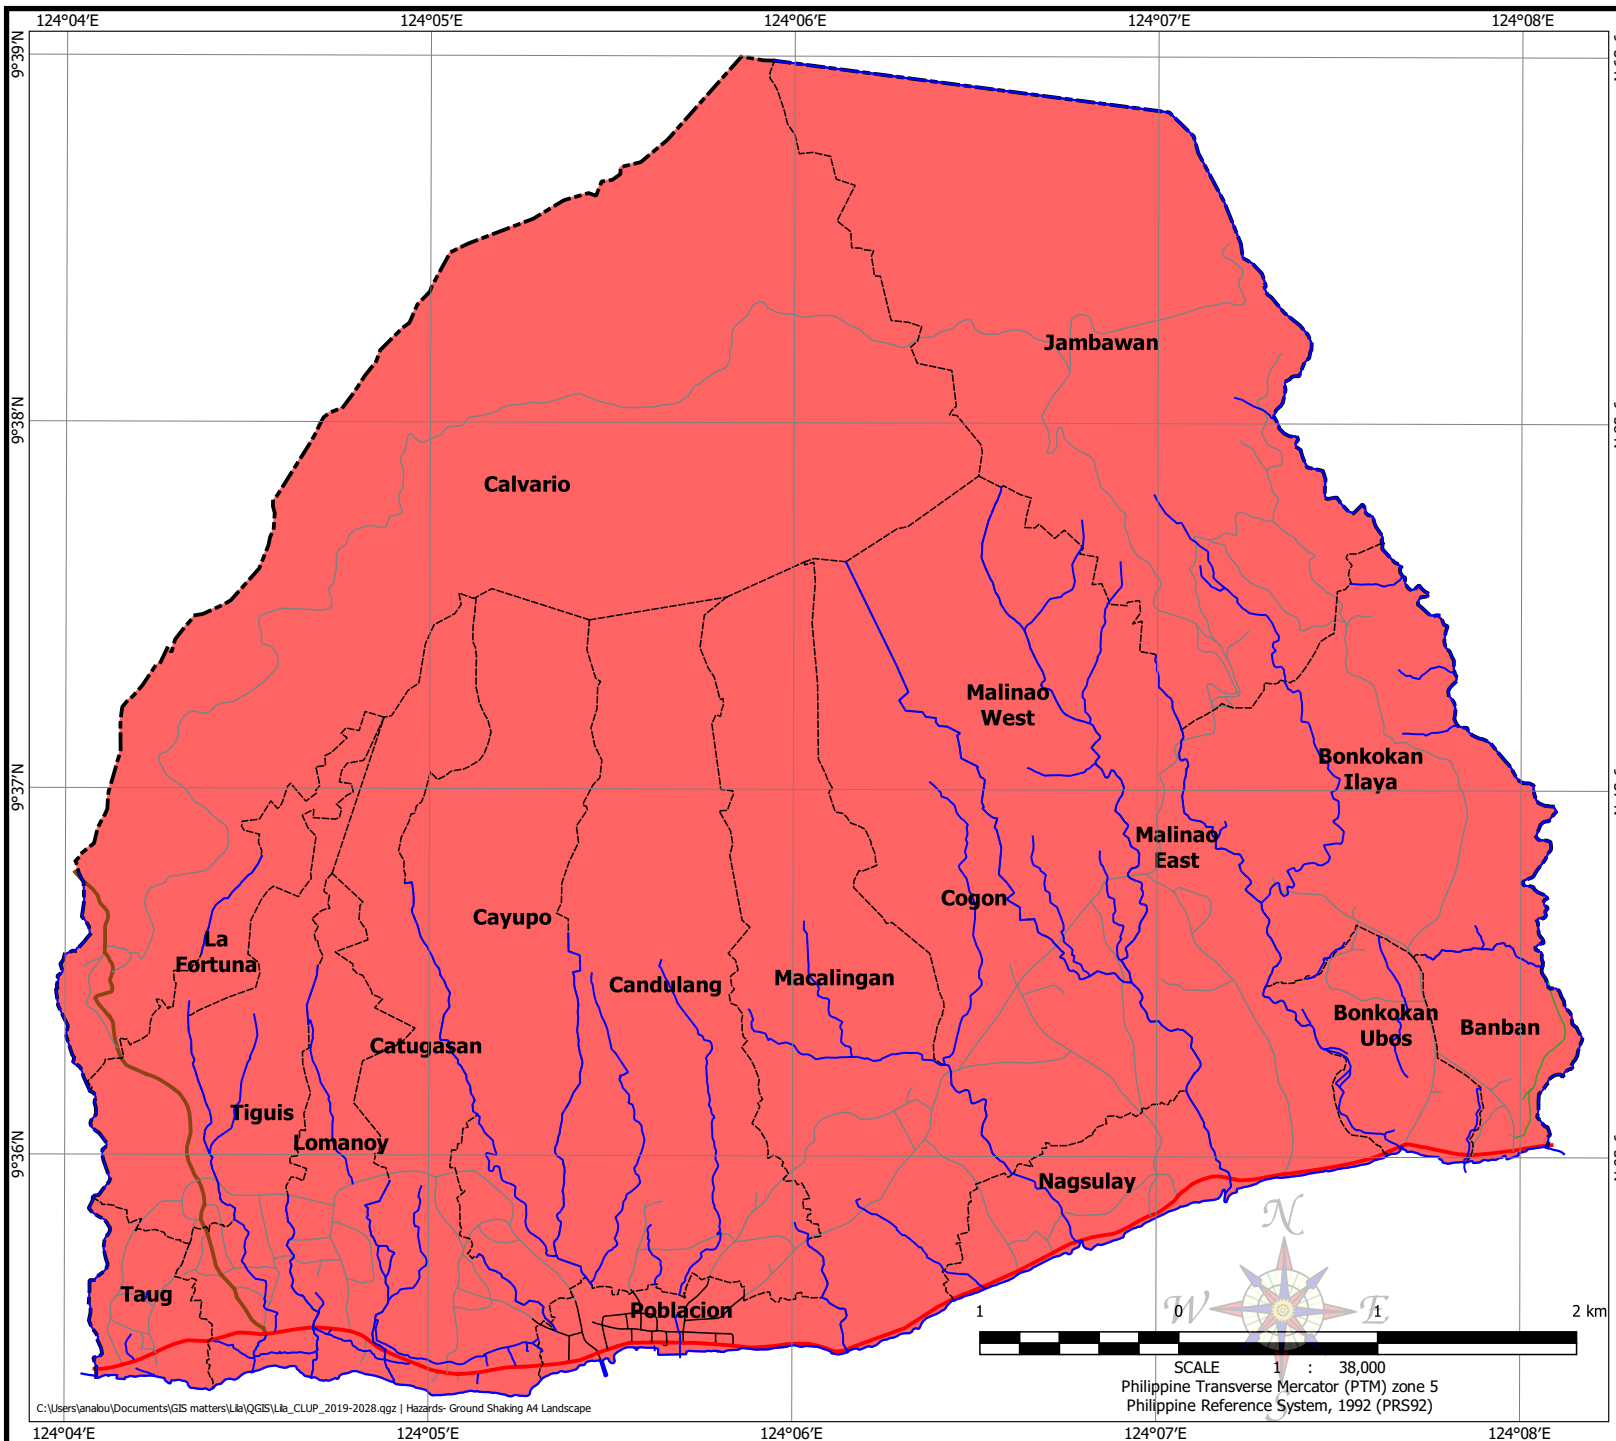 124°04'E 124°05'E 124°06'E 124°07'E 124°08'E
9°39'N
Jambawan
9°38'N
Calvario
Malinao
West
Bonkokan
Ilaya
9°37'N
Malinao
East
Cogon
Cayupo
La
Fortuna
Macalingan
Candulang
Bonkokan
Ubos
Banban
Catugasan
Tiguis
Lomanoy
9°36'N
Nagsulay
N
Taug
Poblacion
W E
1 0 1 2 km
SCALE 1 : 38,000
Philippine Transverse Mercator (PTM) zone 5
Philippine Reference System, 1992 (PRS92)
S
C:\Users\analou\Documents\GIS matters\Lila\QGIS\Lila_CLUP_2019-2028.qgz | Hazards- Ground Shaking A4 Landscape
124°04'E 124°05'E 124°06'E 124°07'E 124°08'E